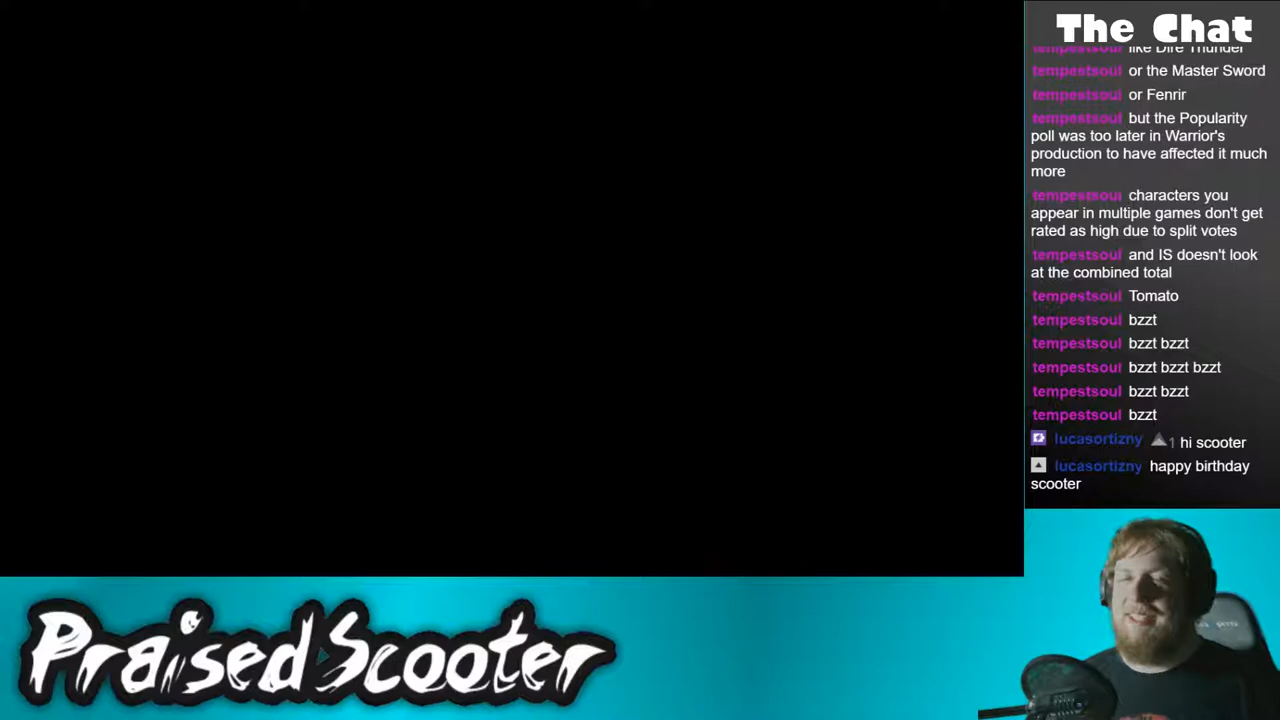 The Chat
tempestsoul like Dire Thunder
tempestsoul or the Master Sword
tempestsoul or Fenrir
tempestsoul but the Popularity
poll was too later in Warrior's
production to have affected it much
more
tempestsoul characters you
appear in multiple games don't get
rated as high due to split votes
tempestsoul and IS doesn't look
at the combined total
tempestsoul Tomato
tempestsoul bzzt
tempestsoul bzzt bzzt
tempestsoul bzzt bzzt bzzt
tempestsoul bzzt bzzt
tempestsoul bzzt
lucasortizny 1 hi scooter
lucasortizny happy birthday
scooter
PraisedScooter